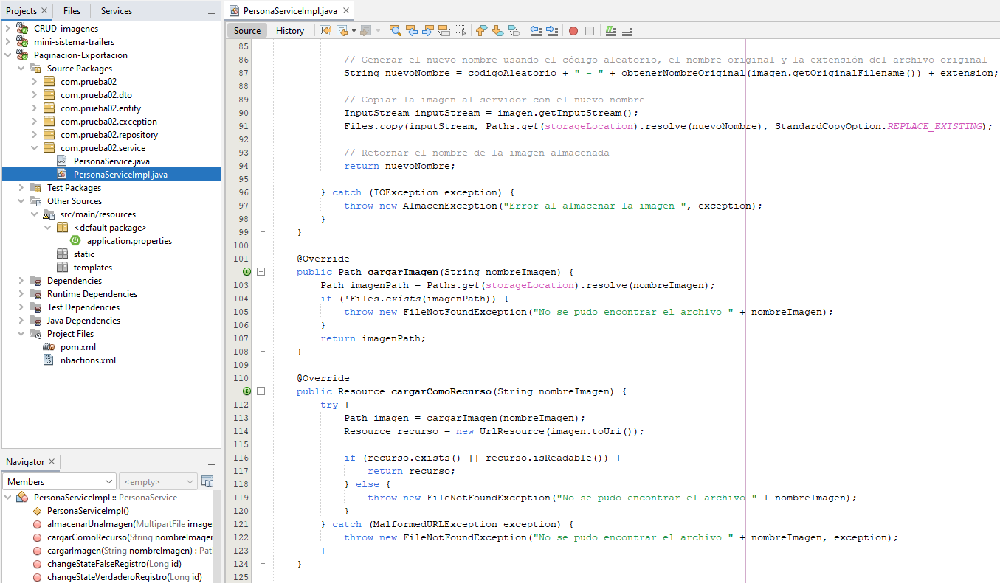 Projects
Files
Services
CRUD-imagenes
mini-sistema-trailers
Paginacion-Exportacion
Source Packages
com.prueba02
com.prueba02.dto
com.prueba02.entity
com.prueba02.exception
com.prueba02.repository
com.prueba02.service
PersonaService.java
PersonaServiceImpl.java
Test Packages
Other Sources
src/main/resources
<default package>
application.properties
static
templates
Dependencies
Runtime Dependencies
Test Dependencies
Java Dependencies
Project Files
pom.xml
nbactions.xml
Navigator
Members
<empty>
PersonaServiceImpl :: PersonaService
PersonaServiceImpl()
almacenarUnaImagen(MultipartFile imagen
cargarComoRecurso(String nombreImagen
cargarImagen(String nombreImagen) : Path
changeStateFalseRegistro(Long id)
changeStateVerdaderoRegistro(Long id)
PersonaServiceImpl.java
Source
History
85
86 // Generar el nuevo nombre usando el código aleatorio, el nombre original y la extensión del archivo original
87 String nuevoNombre = codigoAleatorio + " - " + obtenerNombreOriginal(imagen.getOriginalFilename()) + extension;
88
89 // Copiar la imagen al servidor con el nuevo nombre
90 InputStream inputStream = imagen.getInputStream();
91 Files.copy(inputStream, Paths.get(storageLocation).resolve(nuevoNombre), StandardCopyOption.REPLACE_EXISTING);
92
93 // Retornar el nombre de la imagen almacenada
94 return nuevoNombre;
95
96 } catch (IOException exception) {
97 throw new AlmacenException("Error al almacenar la imagen ", exception);
98 }
99 }
100
101 @Override
public Path cargarImagen(String nombreImagen) {
103 Path imagenPath = Paths.get(storageLocation).resolve(nombreImagen);
104 if (!Files.exists(imagenPath)) {
105 throw new FileNotFoundException("No se pudo encontrar el archivo " + nombreImagen);
106 }
107 return imagenPath;
108 }
109
110 @Override
public Resource cargarComoRecurso(String nombreImagen) {
112 try {
113 Path imagen = cargarImagen(nombreImagen);
114 Resource recurso = new UrlResource(imagen.toUri());
115
116 if (recurso.exists() || recurso.isReadable()) {
117 return recurso;
118 } else {
119 throw new FileNotFoundException("No se pudo encontrar el archivo " + nombreImagen);
120 }
121 } catch (MalformedURLException exception) {
122 throw new FileNotFoundException("No se pudo encontrar el archivo " + nombreImagen, exception);
123 }
124 }
125